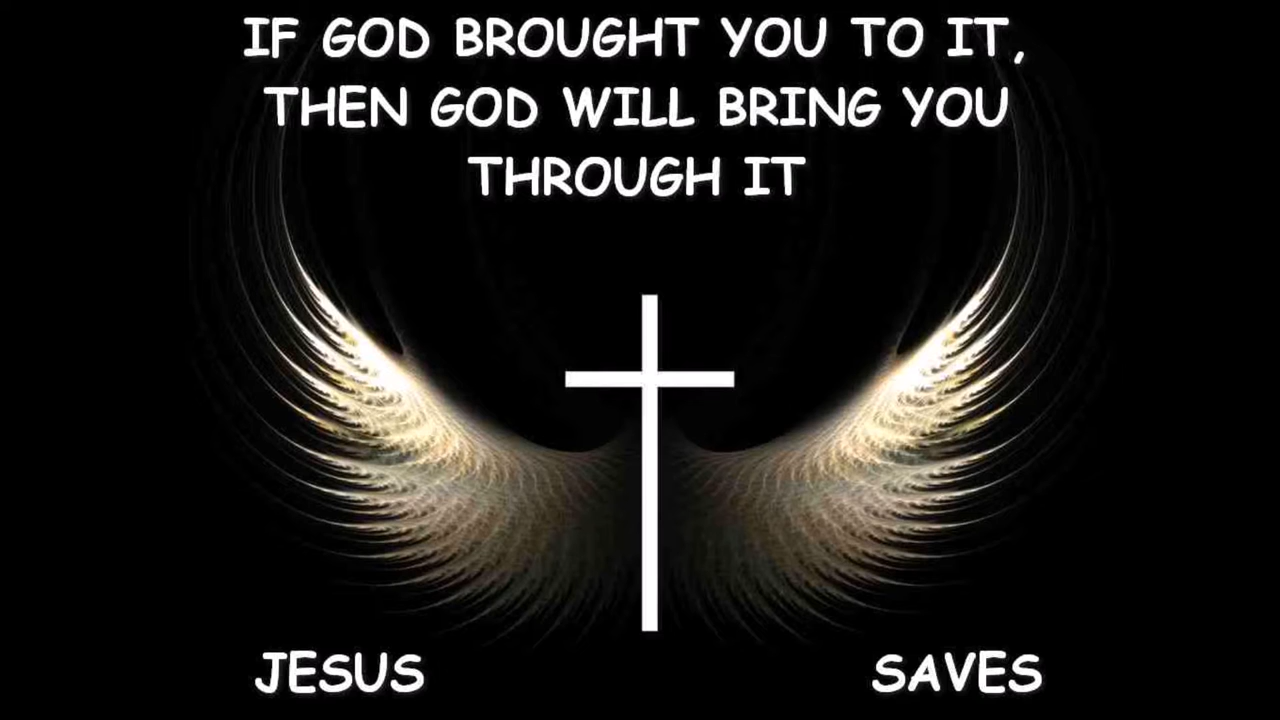 IF GOD BROUGHT YOU TO IT,
THEN GOD WILL BRING YOU
THROUGH IT
JESUS SAVES